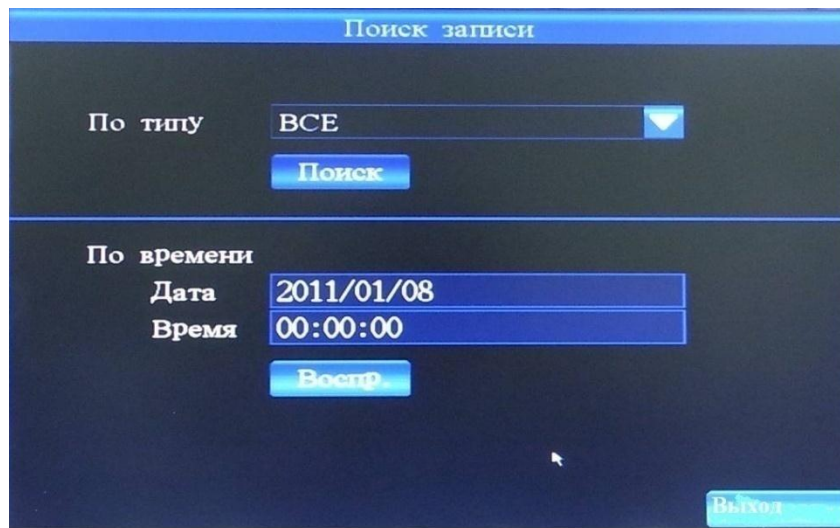 Поиск записи
По типу ВСЕ
Поиск
По времени
Дата 2011/01/08
Время 00:00:00
Воспр.
Выход